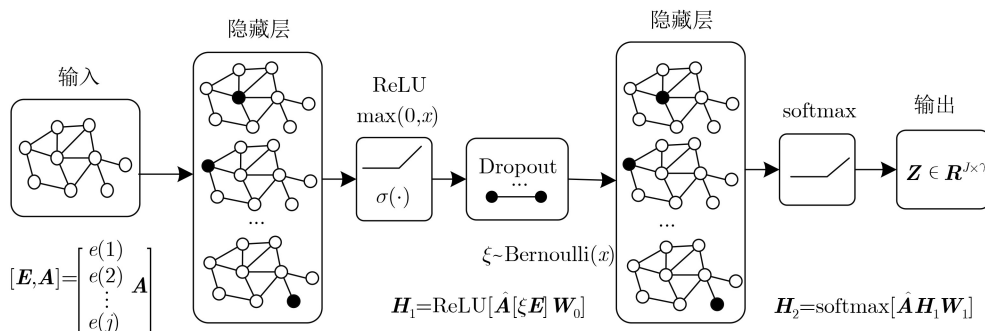 输入
隐藏层
ReLU
max(0,x)
σ(·)
Dropout
...
隐藏层
softmax
输出
Z ∈ R^{J×γ}
...
...
[E,A]=[e(1) e(2) ⋮ e(j) A]
ξ~Bernoulli(x)
H₁=ReLU[Â[ξE]W₀]
H₂=softmax[ÂH₁W₁]